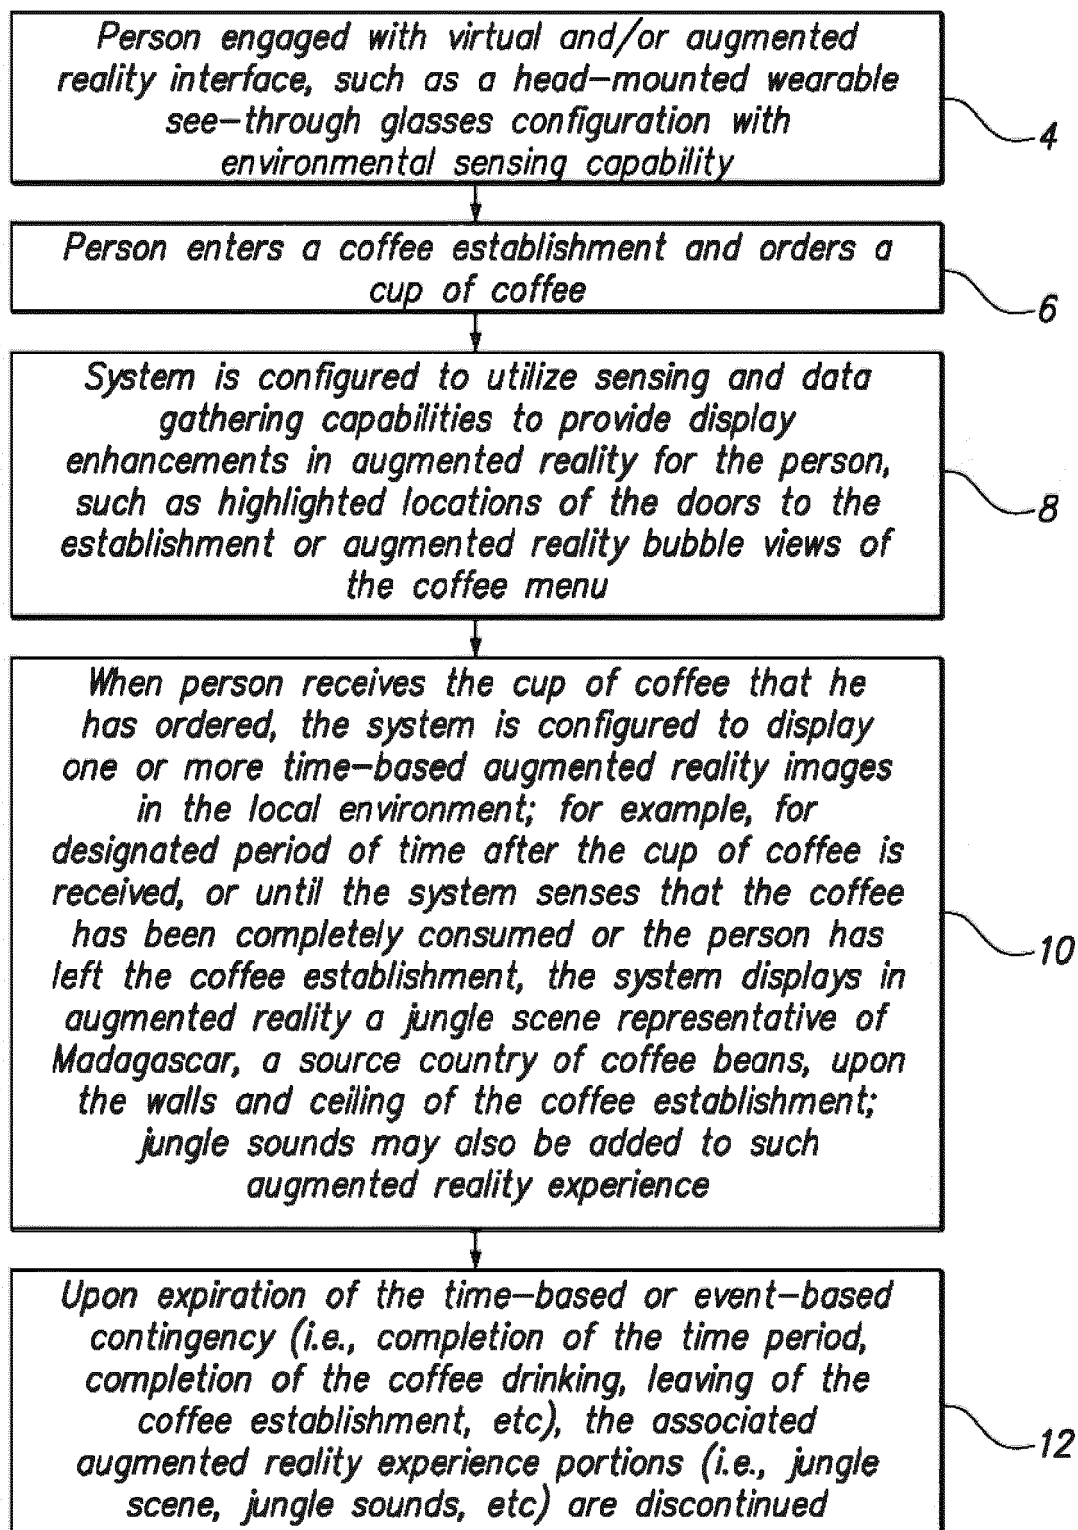 Person engaged with virtual and/or augmented
reality interface, such as a head-mounted wearable
see-through glasses configuration with
environmental sensing capability
4
Person enters a coffee establishment and orders a
cup of coffee
6
System is configured to utilize sensing and data
gathering capabilities to provide display
enhancements in augmented reality for the person,
such as highlighted locations of the doors to the
establishment or augmented reality bubble views of
the coffee menu
8
When person receives the cup of coffee that he
has ordered, the system is configured to display
one or more time-based augmented reality images
in the local environment; for example, for
designated period of time after the cup of coffee is
received, or until the system senses that the coffee
has been completely consumed or the person has
left the coffee establishment, the system displays in
augmented reality a jungle scene representative of
Madagascar, a source country of coffee beans, upon
the walls and ceiling of the coffee establishment;
jungle sounds may also be added to such
augmented reality experience
10
Upon expiration of the time-based or event-based
contingency (i.e., completion of the time period,
completion of the coffee drinking, leaving of the
coffee establishment, etc), the associated
augmented reality experience portions (i.e., jungle
scene, jungle sounds, etc) are discontinued
12